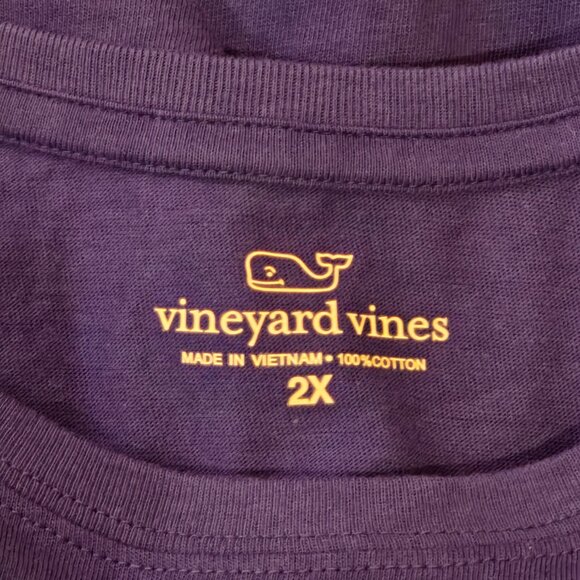 vineyard vines
MADE IN VIETNAM • 100%COTTON
2X